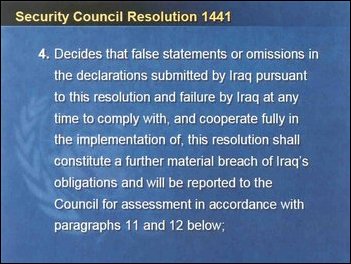 Security Council Resolution 1441
4. Decides that false statements or omissions in
the declarations submitted by Iraq pursuant
to this resolution and failure by Iraq at any
time to comply with, and cooperate fully in
the implementation of, this resolution shall
constitute a further material breach of Iraq's
obligations and will be reported to the
Council for assessment in accordance with
paragraphs 11 and 12 below;